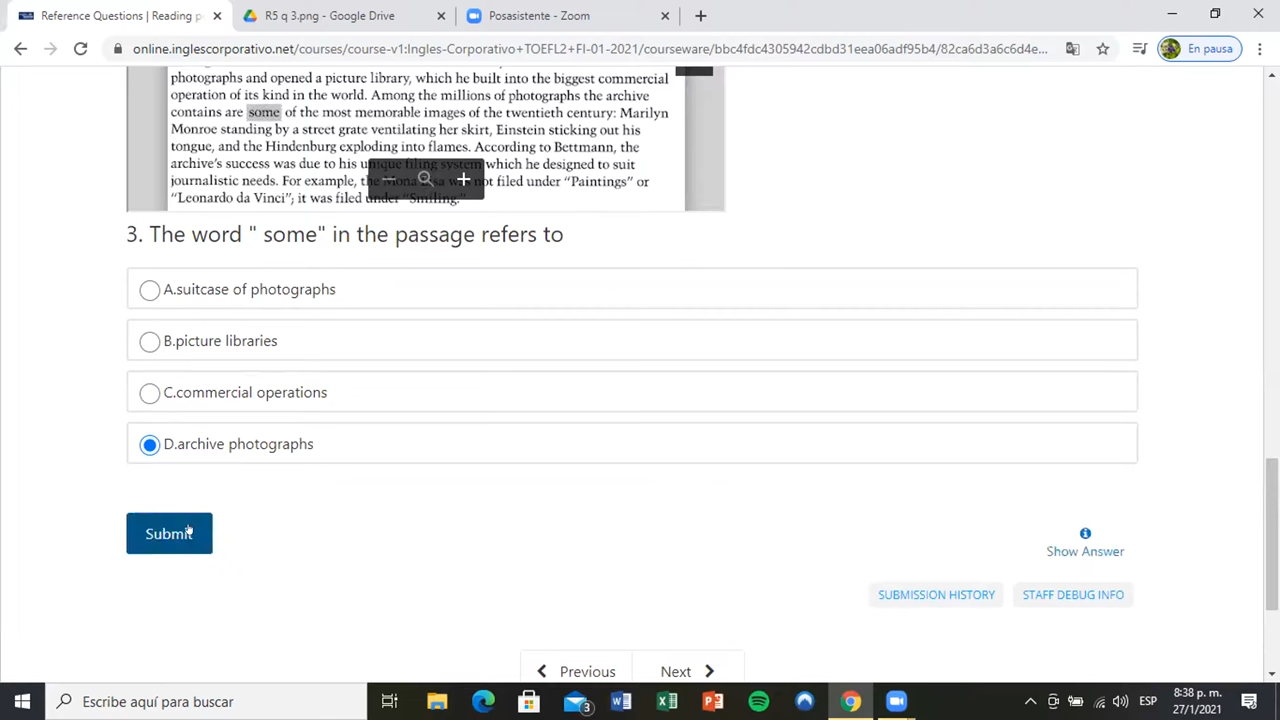 Reference Questions | Reading p
R5 q 3.png - Google Drive
Posasistente - Zoom
online.inglescorporativo.net/courses/course-v1:Ingles-Corporativo+TOEFL2+FI-01-2021/courseware/bbc4fdc4305942cdbd31eea06adf95b4/82ca6d3a6c6d4e...
En pausa
photographs and opened a picture library, which he built into the biggest commercial
operation of its kind in the world. Among the millions of photographs the archive
contains are some of the most memorable images of the twentieth century: Marilyn
Monroe standing by a street grate ventilating her skirt, Einstein sticking out his
tongue, and the Hindenburg exploding into flames. According to Bettmann, the
archive's success was due to his unique filing system which he designed to suit
journalistic needs. For example, the Mona Lisa was not filed under "Paintings" or
"Leonardo da Vinci"; it was filed under "Smiling."
3. The word " some" in the passage refers to
A.suitcase of photographs
B.picture libraries
C.commercial operations
D.archive photographs
Submit
Show Answer
SUBMISSION HISTORY
STAFF DEBUG INFO
Previous
Next
Escribe aquí para buscar
3
ESP
8:38 p. m.
27/1/2021